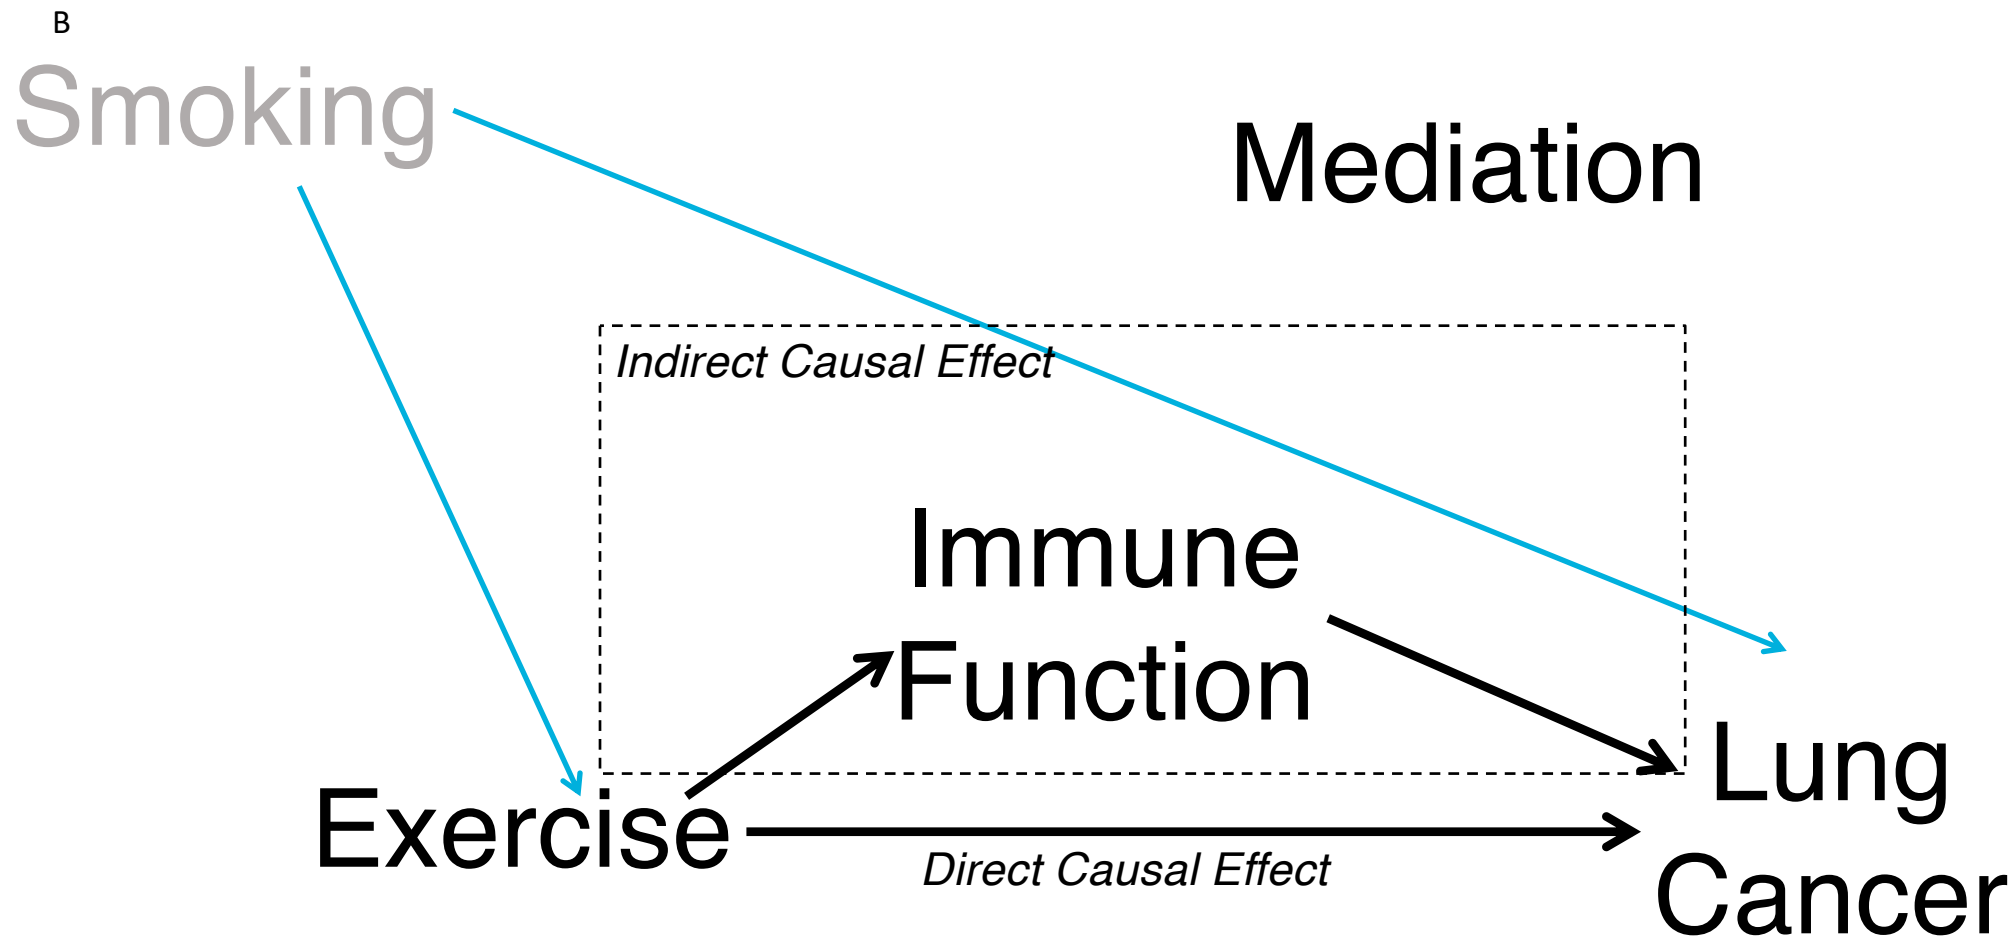 B
Smoking
Mediation
Indirect Causal Effect
Immune
Function
Lung
Cancer
Exercise
Direct Causal Effect